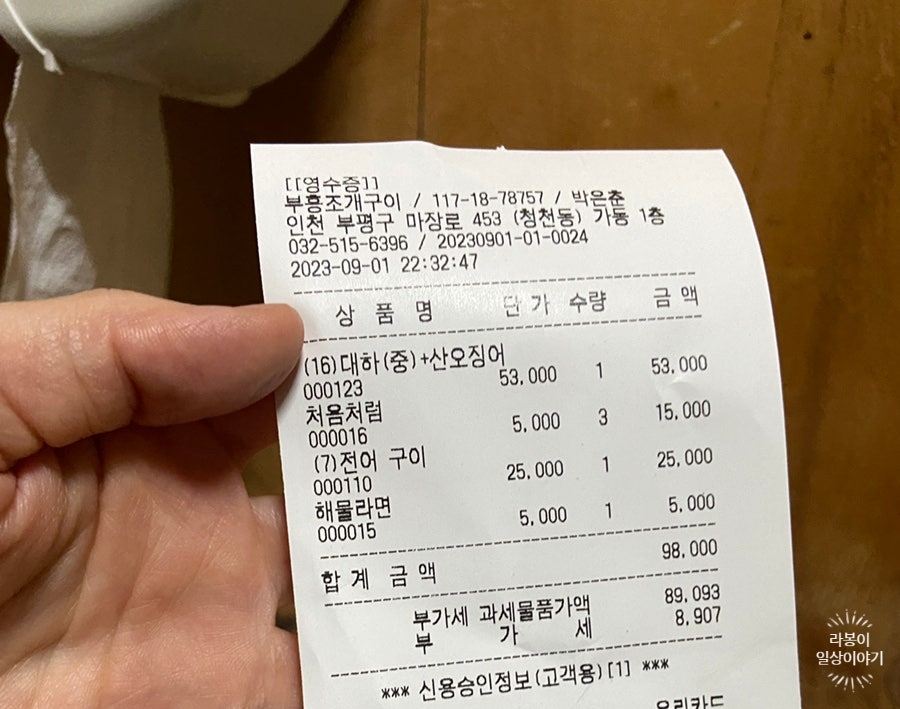 [[영수증]]
부흥조개구이 / 117-18-78757 / 박은춘
인천 부평구 마장로 453 (청천동) 가동 1층
032-515-6396 / 20230901-01-0024
2023-09-01 22:32:47
상 품 명 단 가 수량 금 액
(16)대하(중)+산오징어
000123 53,000 1 53,000
처음처럼
000016 5,000 3 15,000
(7)전어 구이
000110 25,000 1 25,000
해물라면
000015 5,000 1 5,000
합 계 금 액 98,000
부가세 과세물품가액 89,093
부 가 세 8,907
*** 신용승인정보(고객용)[1] ***
우리카드
라봉이
일상이야기